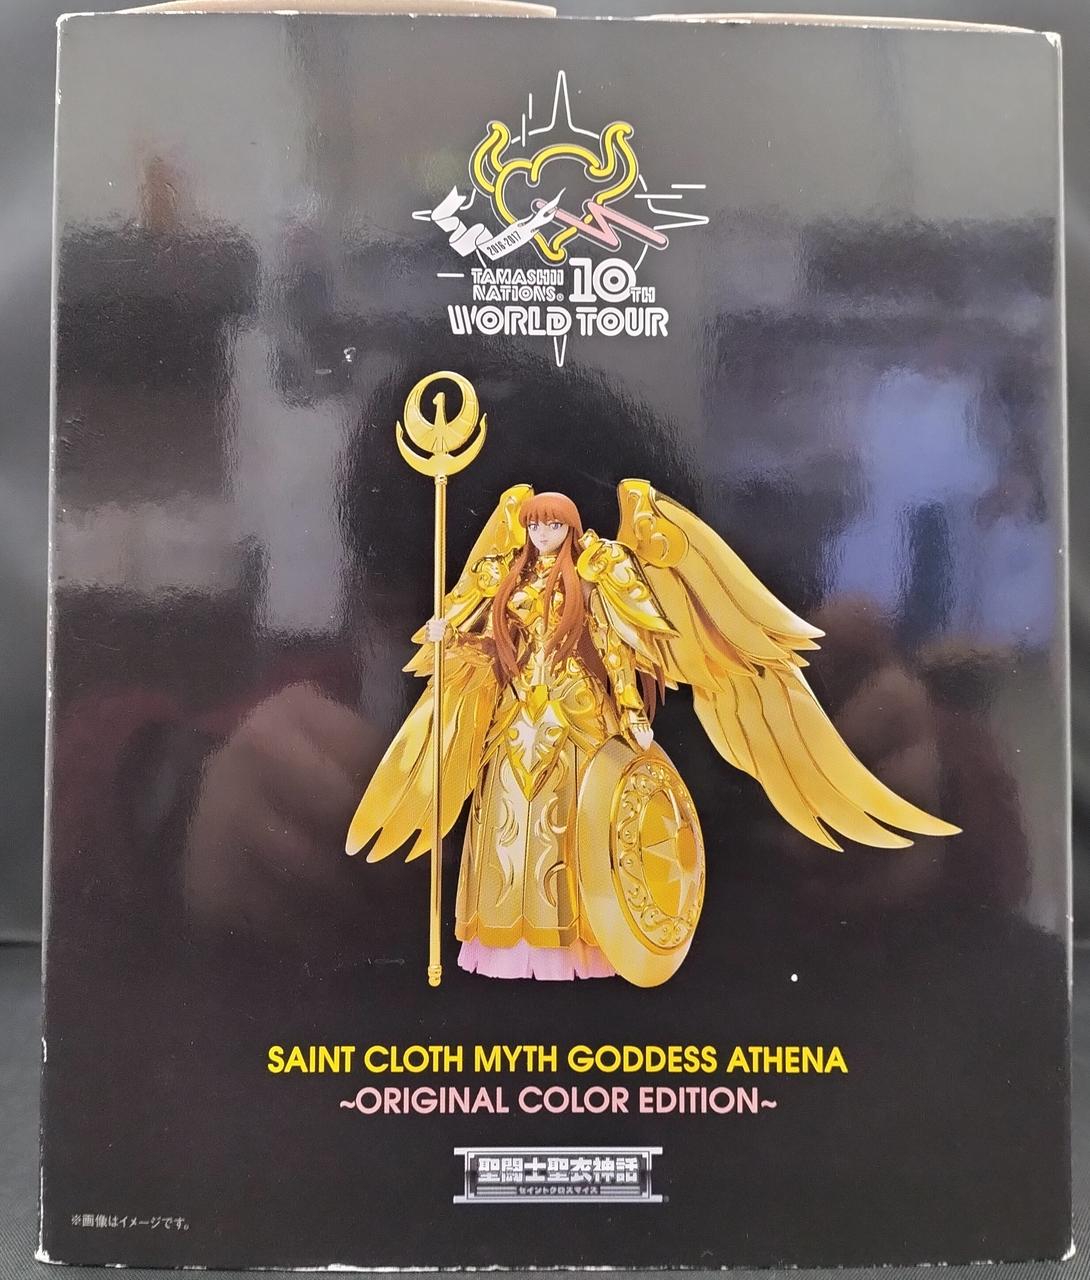 2016-2017
TAMASHII
NATIONS® 10TH
WORLD TOUR
SAINT CLOTH MYTH GODDESS ATHENA
~ORIGINAL COLOR EDITION~
聖闘士聖衣神話
セイントクロスマイス
※画像はイメージです。